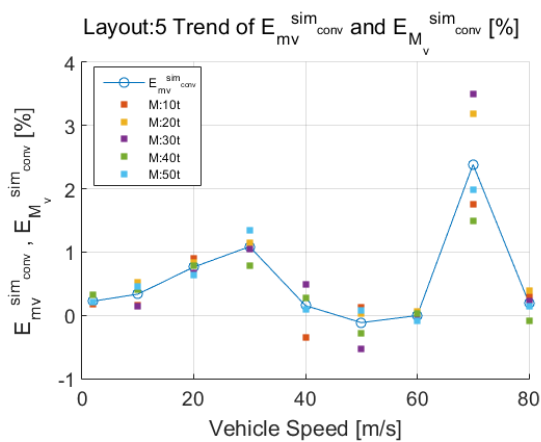 Layout:5 Trend of E_mv^sim_conv and E_M_v^sim_conv [%]
E_mv^sim_conv , E_M_v^sim_conv [%]
4
3
2
1
0
-1
E_mv^sim_conv
M:10t
M:20t
M:30t
M:40t
M:50t
0 20 40 60 80
Vehicle Speed [m/s]